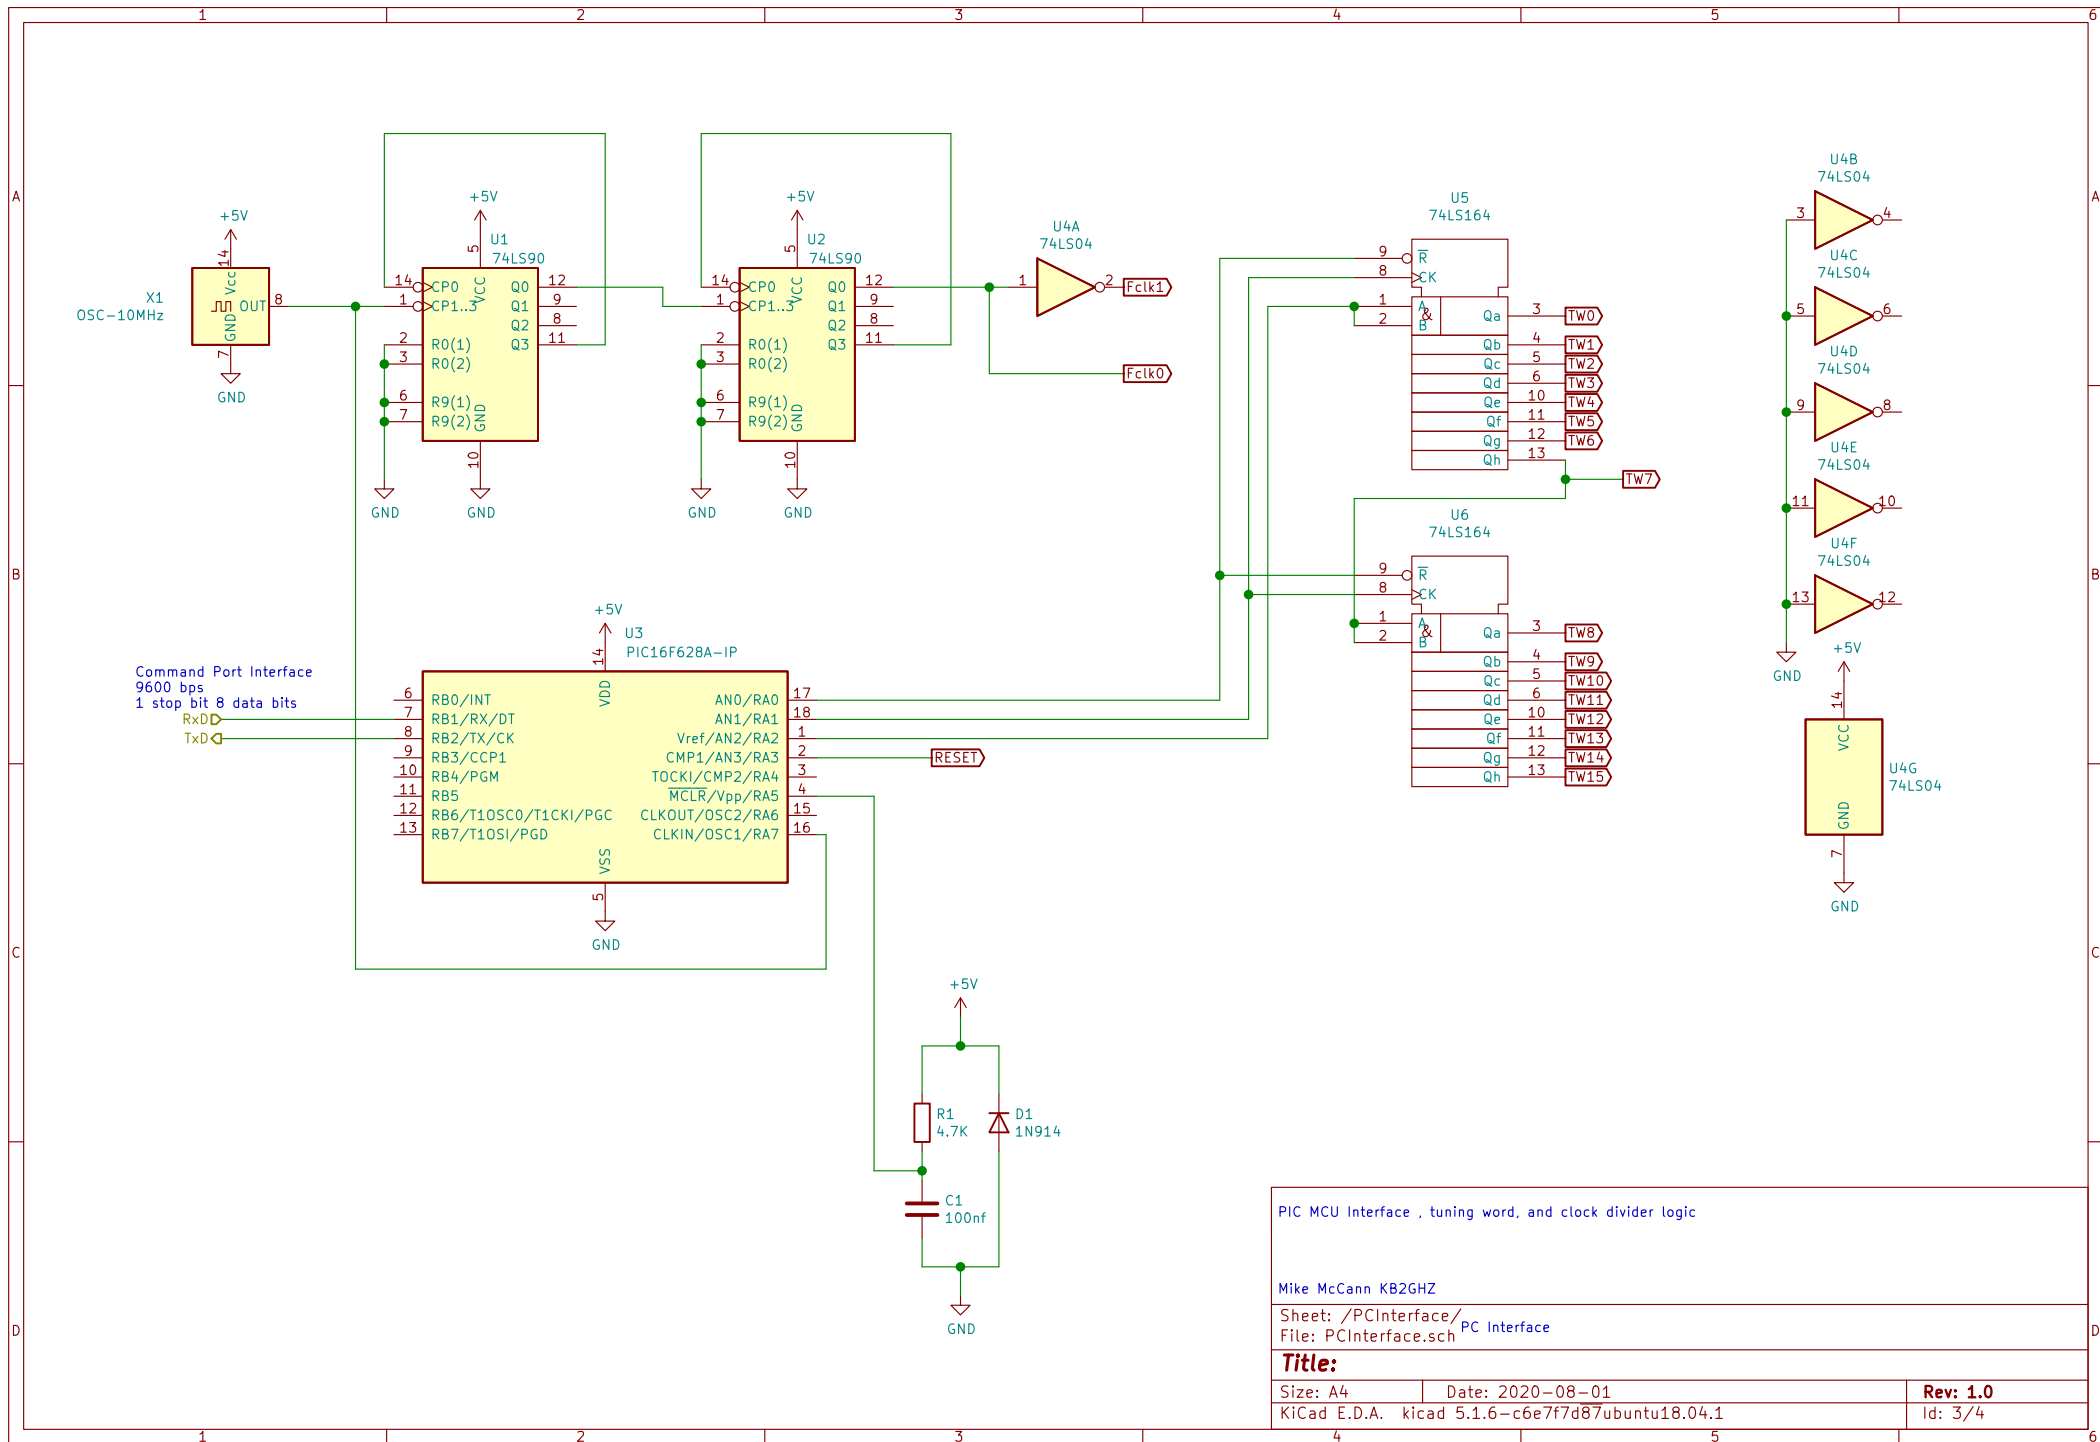 1 2 3 4 5 6
A A
B B
C C
D D
1 2 3 4 5 6
X1
OSC-10MHz
+5V
14
Vcc
OUT
8
GND
7
GND
+5V
5
U1
74LS90
14
CP0
VCC
Q0
12
1
CP1..3
Q1
9
Q2
8
2
R0(1)
Q3
11
3
R0(2)
6
R9(1)
7
R9(2)
GND
10
GND
GND
+5V
5
U2
74LS90
14
CP0
VCC
Q0
12
1
CP1..3
Q1
9
Q2
8
2
R0(1)
Q3
11
3
R0(2)
6
R9(1)
7
R9(2)
GND
10
GND
GND
U4A
74LS04
1
2
Fclk1
Fclk0
U5
74LS164
9
R
8
CK
1
A
&
2
B
Qa
3
TW0
Qb
4
TW1
Qc
5
TW2
Qd
6
TW3
Qe
10
TW4
Qf
11
TW5
Qg
12
TW6
Qh
13
TW7
U6
74LS164
9
R
8
CK
1
A
&
2
B
Qa
3
TW8
Qb
4
TW9
Qc
5
TW10
Qd
6
TW11
Qe
10
TW12
Qf
11
TW13
Qg
12
TW14
Qh
13
TW15
U4B
74LS04
3
4
U4C
74LS04
5
6
U4D
74LS04
9
8
U4E
74LS04
11
10
U4F
74LS04
13
12
GND
+5V
14
VCC
U4G
74LS04
GND
7
GND
Command Port Interface
9600 bps
1 stop bit 8 data bits
RxD
TxD
+5V
14
U3
PIC16F628A-IP
VDD
6
RB0/INT
AN0/RA0
17
7
RB1/RX/DT
AN1/RA1
18
8
RB2/TX/CK
Vref/AN2/RA2
1
9
RB3/CCP1
CMP1/AN3/RA3
2
RESET
10
RB4/PGM
TOCKI/CMP2/RA4
3
11
RB5
MCLR/Vpp/RA5
4
12
RB6/T1OSC0/T1CKI/PGC
CLKOUT/OSC2/RA6
15
13
RB7/T1OSI/PGD
CLKIN/OSC1/RA7
16
VSS
5
GND
+5V
R1
4.7K
D1
1N914
C1
100nf
GND
PIC MCU Interface , tuning word, and clock divider logic
Mike McCann KB2GHZ
Sheet: /PCInterface/
File: PCInterface.sch
PC Interface
Title:
Size: A4
Date: 2020-08-01
Rev: 1.0
KiCad E.D.A.  kicad 5.1.6-c6e7f7d87ubuntu18.04.1
Id: 3/4